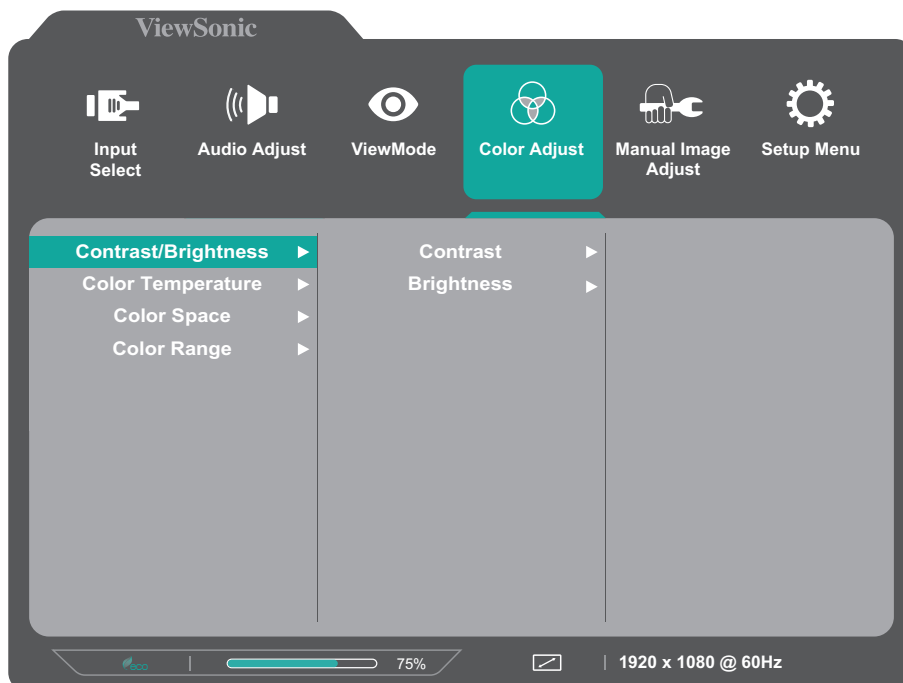 ViewSonic
Input
Select
Audio Adjust
ViewMode
Color Adjust
Manual Image
Adjust
Setup Menu
Contrast/Brightness
Color Temperature
Color Space
Color Range
Contrast
Brightness
eco
75%
1920 x 1080 @ 60Hz